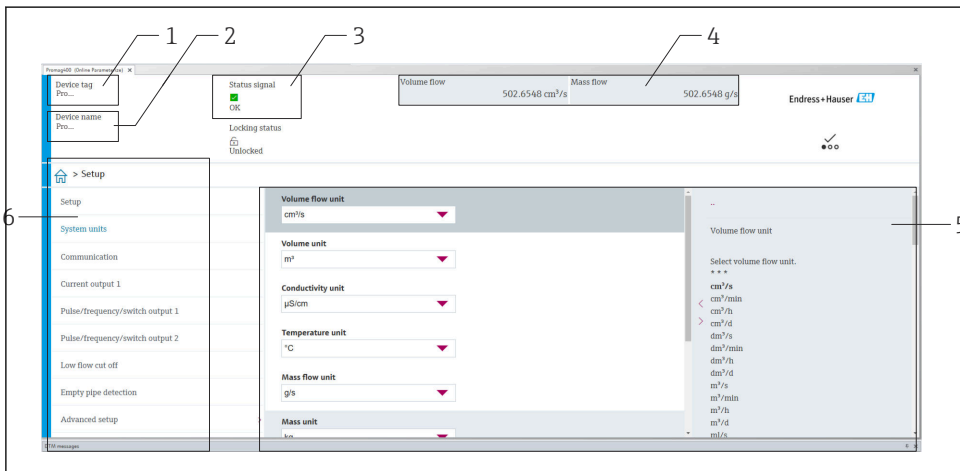 1
2
3
4
Promag400 (Online Parameterize) ×
Device tag
Pro...
Status signal
OK
Volume flow
502.6548 cm³/s
Mass flow
502.6548 g/s
Endress+Hauser EH
Device name
Pro...
Locking status
Unlocked
> Setup
6
5
Setup
System units
Communication
Current output 1
Pulse/frequency/switch output 1
Pulse/frequency/switch output 2
Low flow cut off
Empty pipe detection
Advanced setup >
Volume flow unit
cm³/s
Volume unit
m³
Conductivity unit
µS/cm
Temperature unit
°C
Mass flow unit
g/s
Mass unit
kg
..
Volume flow unit
Select volume flow unit.
* * *
cm³/s
cm³/min
cm³/h
cm³/d
dm³/s
dm³/min
dm³/h
dm³/d
m³/s
m³/min
m³/h
m³/d
ml/s
DTM messages